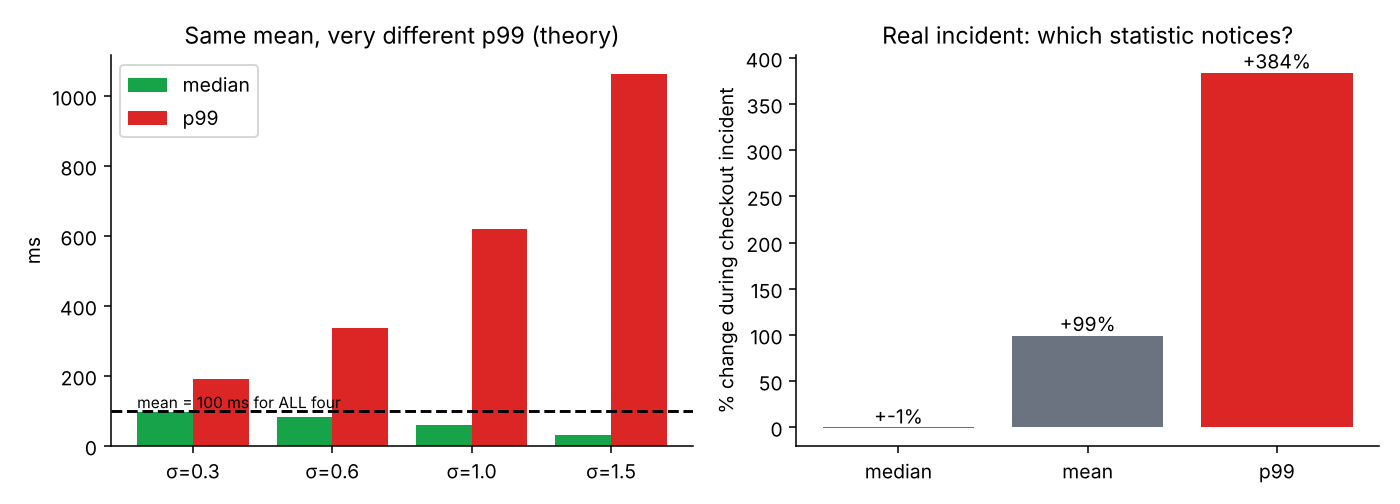 Same mean, very different p99 (theory)
ms
1000
800
600
400
200
0
median
p99
mean = 100 ms for ALL four
σ=0.3
σ=0.6
σ=1.0
σ=1.5
Real incident: which statistic notices?
% change during checkout incident
400
350
300
250
200
150
100
50
0
+-1%
+99%
+384%
median
mean
p99